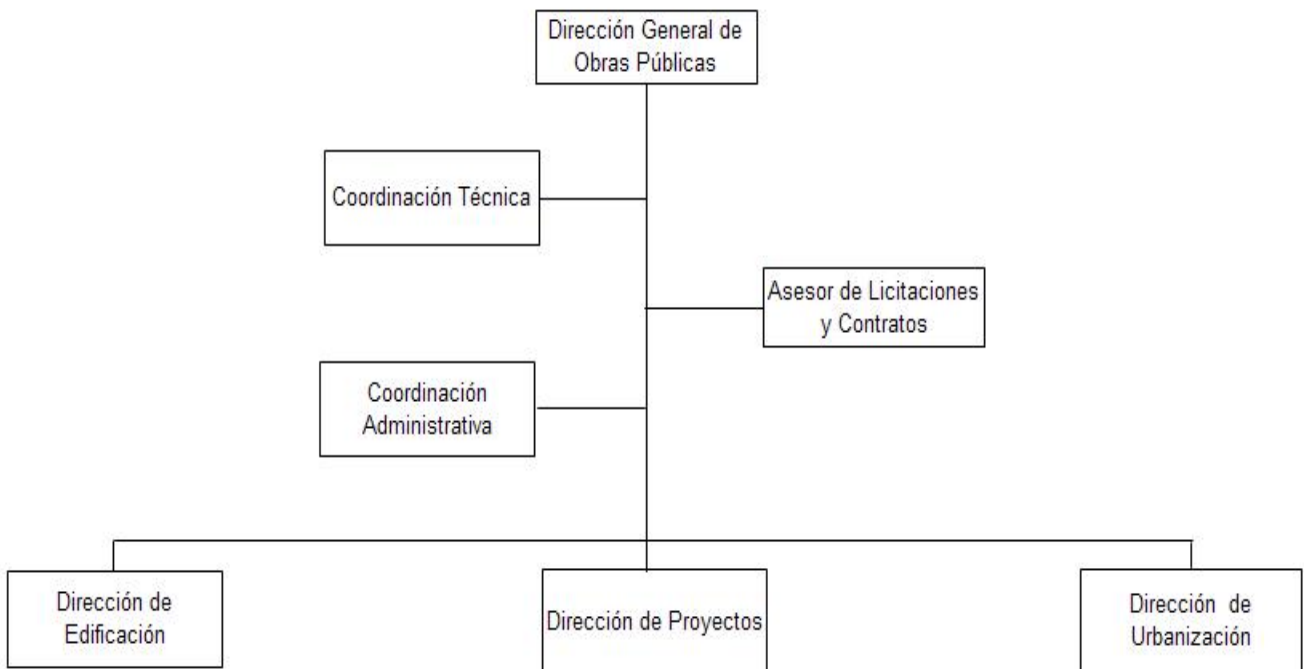 Dirección General de
Obras Públicas
Coordinación Técnica
Asesor de Licitaciones
y Contratos
Coordinación
Administrativa
Dirección de
Edificación
Dirección de Proyectos
Dirección de
Urbanización